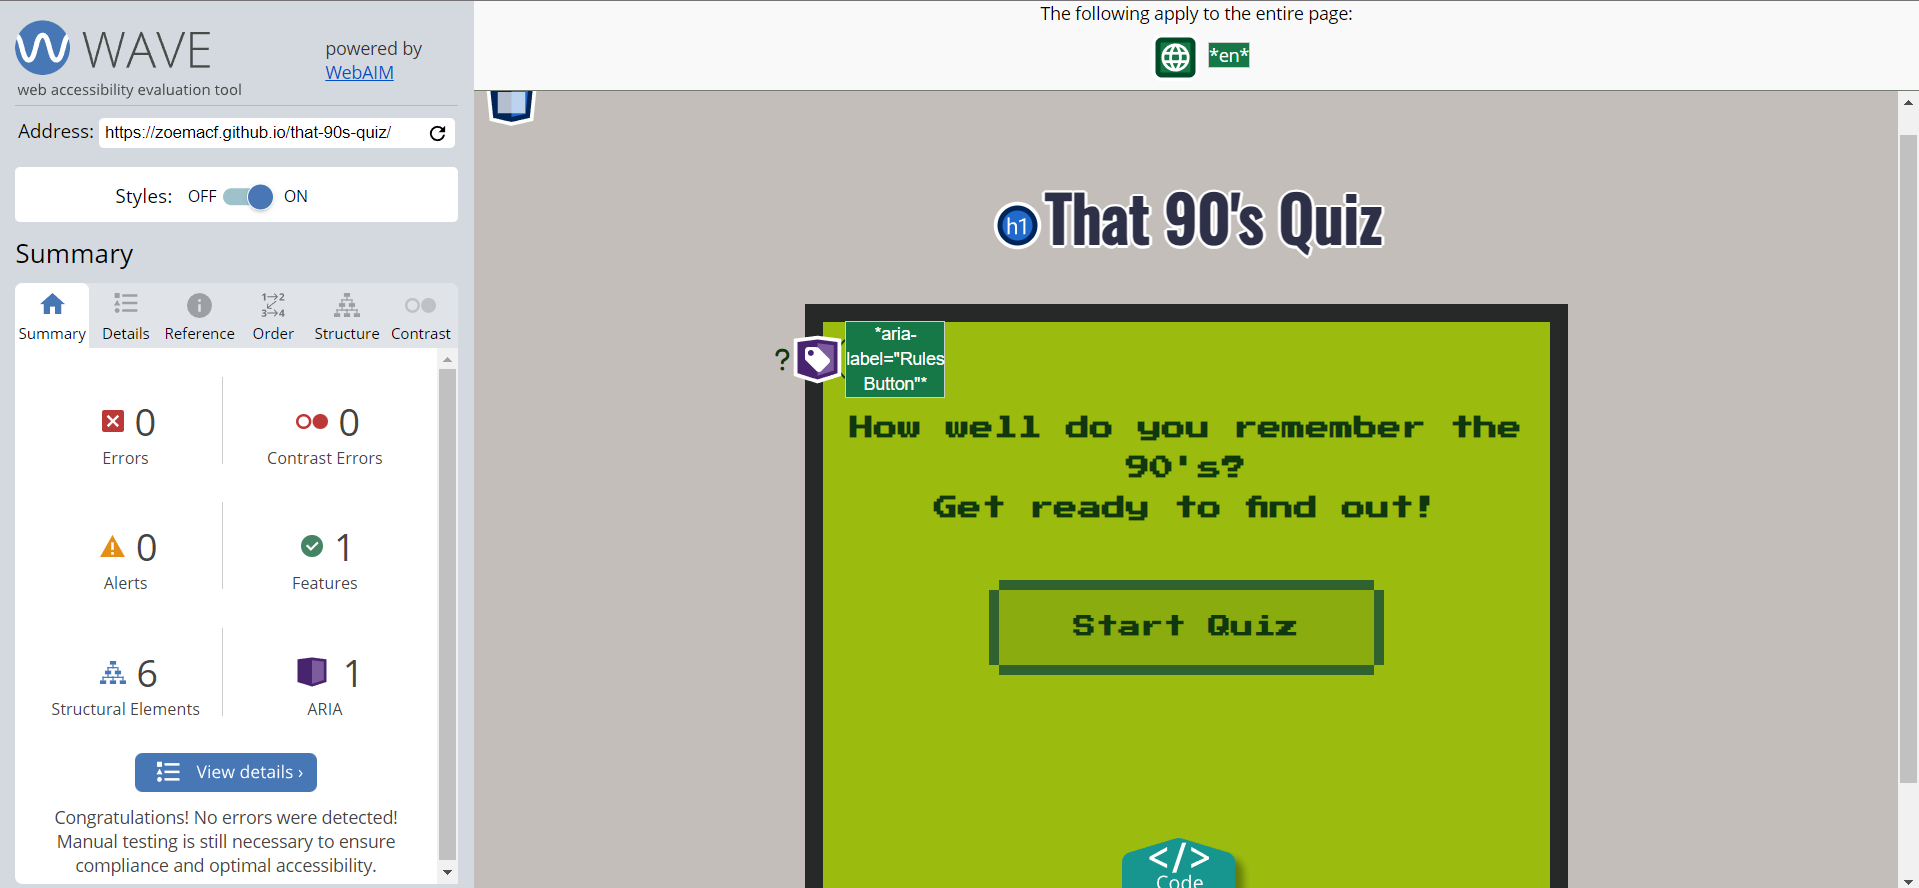 WAVE
powered by
WebAIM
web accessibility evaluation tool
Address: https://zoemacf.github.io/that-90s-quiz/
Styles: OFF ON
Summary
1→2
3→4
Summary Details Reference Order Structure Contrast
0 0
Errors Contrast Errors
0 1
Alerts Features
6 1
Structural Elements ARIA
View details ›
Congratulations! No errors were detected!
Manual testing is still necessary to ensure
compliance and optimal accessibility.
The following apply to the entire page:
*en*
h1 That 90's Quiz
?
*aria-
label="Rules
Button"*
How well do you remember the
90's?
Get ready to find out!
Start Quiz
</>
Code